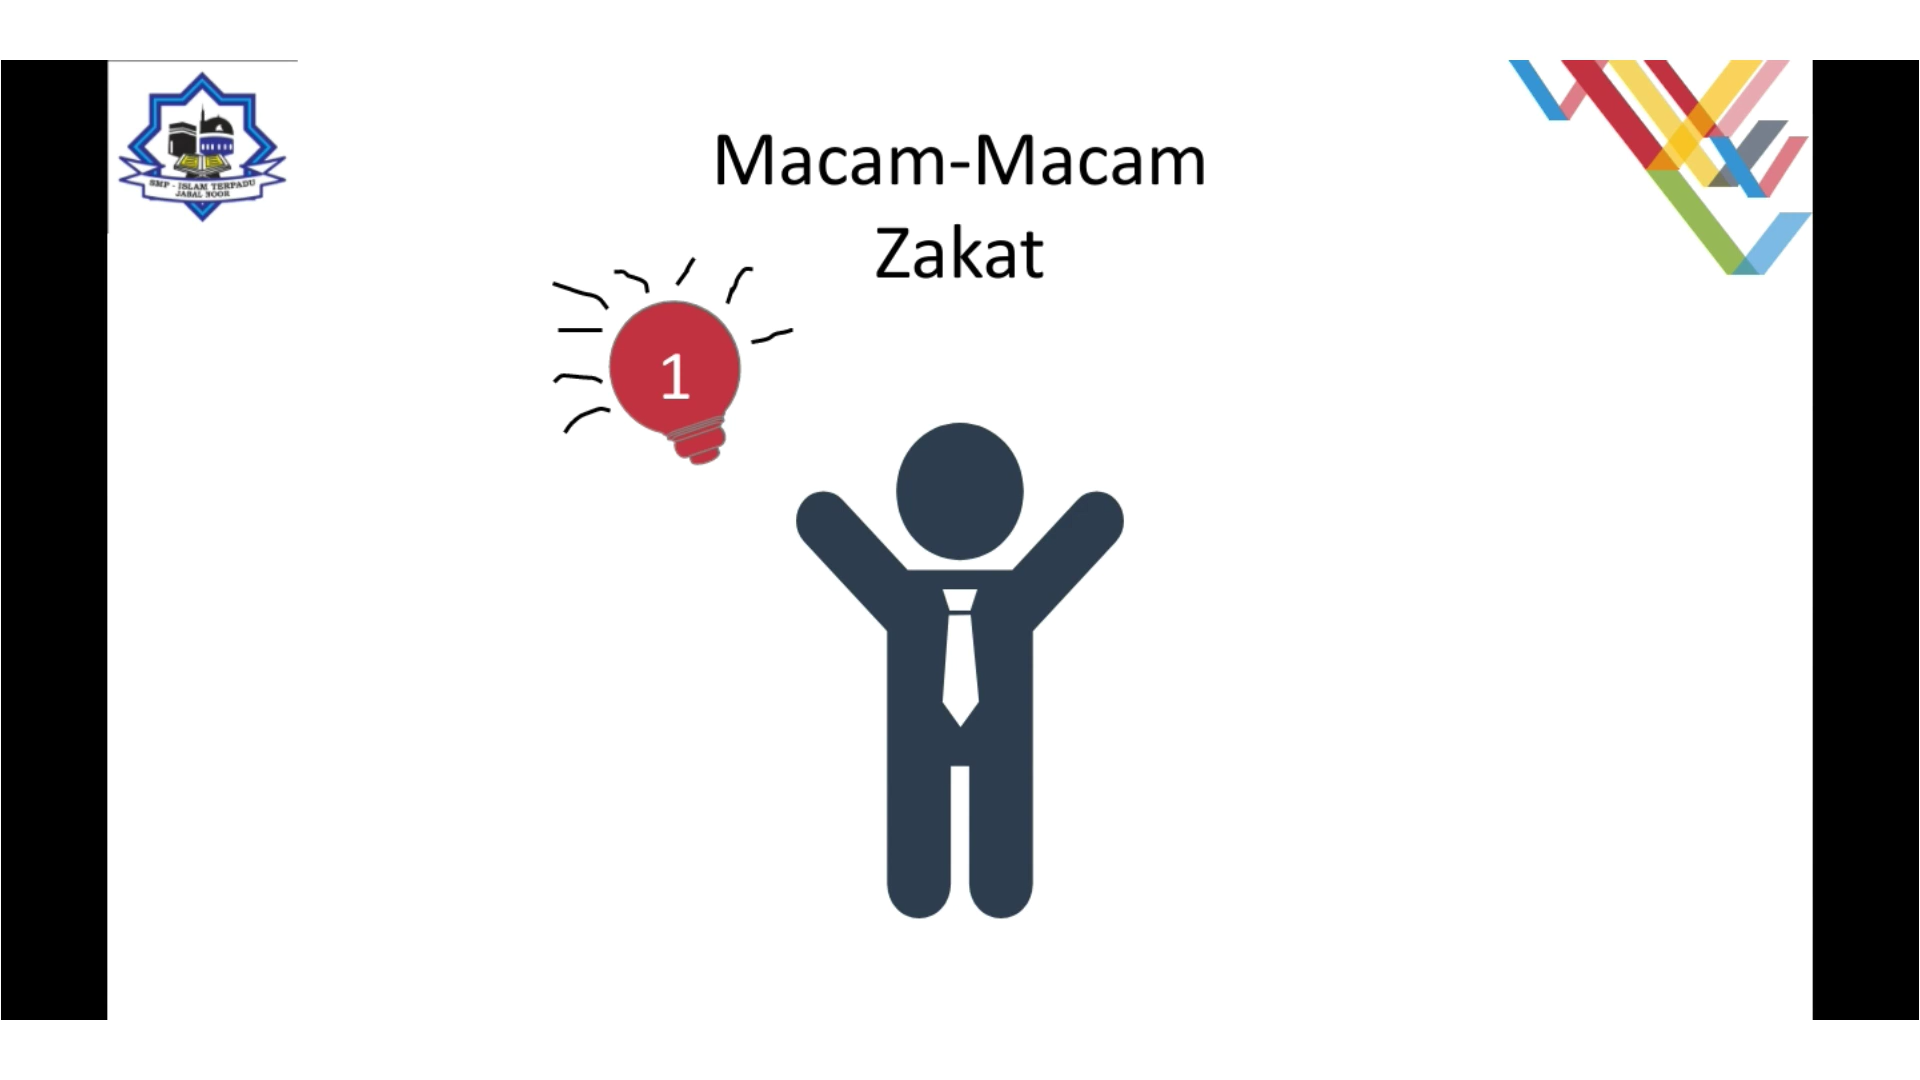 SMP - ISLAM TERPADU
JABAL NOOR
Macam-Macam
Zakat
1